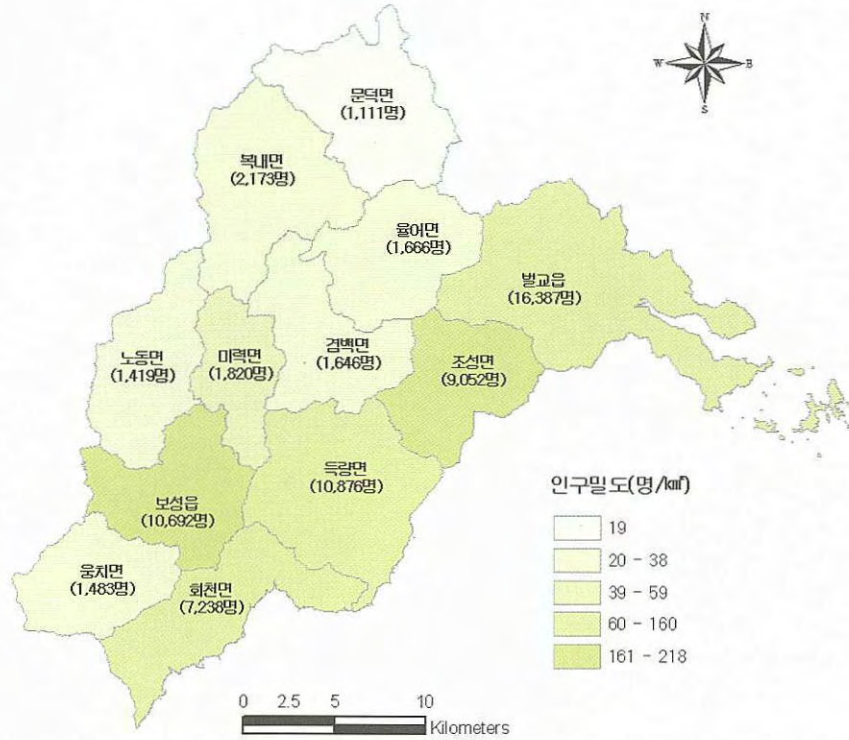 N
W
E
S
문덕면
(1,111명)
복내면
(2,173명)
율어면
(1,666명)
벌교읍
(16,387명)
노동면
(1,419명)
미력면
(1,820명)
겸백면
(1,646명)
조성면
(9,052명)
득량면
(10,876명)
보성읍
(10,692명)
웅치면
(1,483명)
회천면
(7,238명)
인구밀도(명/㎢)
19
20 - 38
39 - 59
60 - 160
161 - 218
0 2.5 5 10
Kilometers